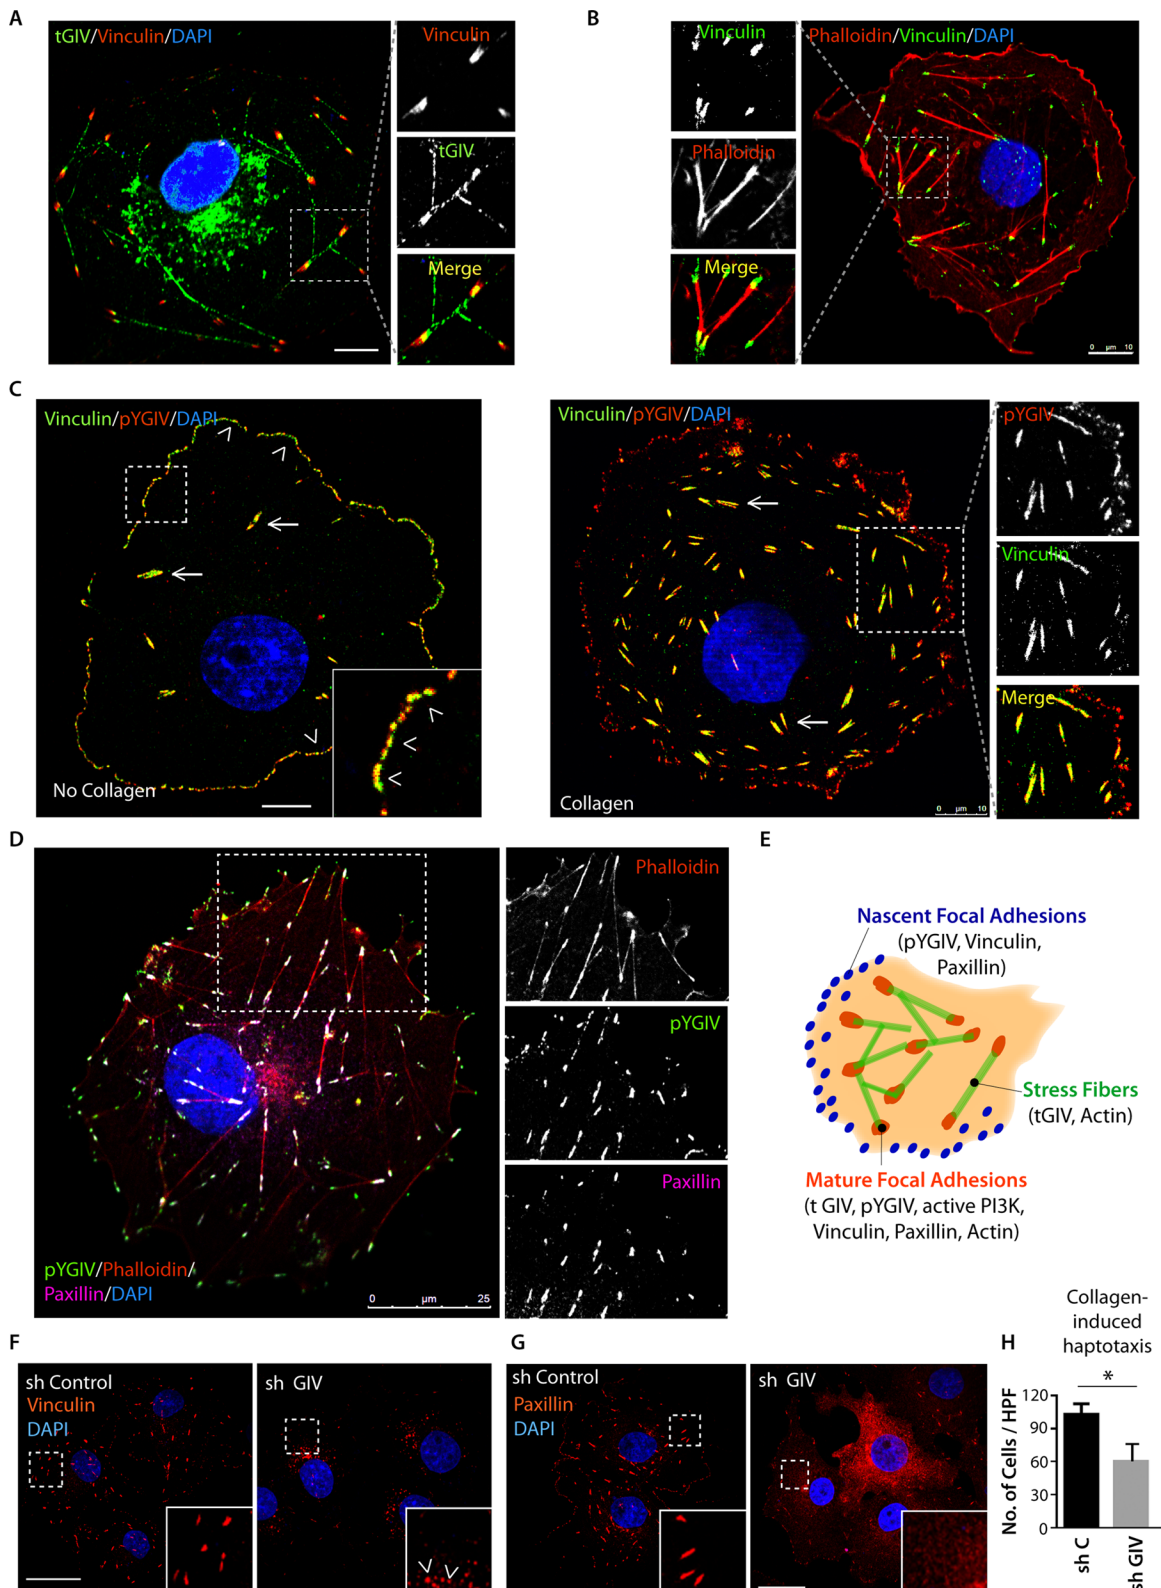 A
tGIV/Vinculin/DAPI
Vinculin
tGIV
Merge
B
Vinculin
Phalloidin
Merge
Phalloidin/Vinculin/DAPI
0 µm 10
C
Vinculin/pYGIV/DAPI
No Collagen
Vinculin/pYGIV/DAPI
Collagen
0 µm 10
pYGIV
Vinculin
Merge
D
pYGIV/Phalloidin/
Paxillin/DAPI
0 µm 25
Phalloidin
pYGIV
Paxillin
E
Nascent Focal Adhesions
(pYGIV, Vinculin,
Paxillin)
Stress Fibers
(tGIV, Actin)
Mature Focal Adhesions
(t GIV, pYGIV, active PI3K,
Vinculin, Paxillin, Actin)
F
sh Control
Vinculin
DAPI
sh GIV
G
sh Control
Paxillin
DAPI
sh GIV
H
Collagen-
induced
haptotaxis
*
No. of Cells / HPF
120
90
60
30
0
sh C
sh GIV